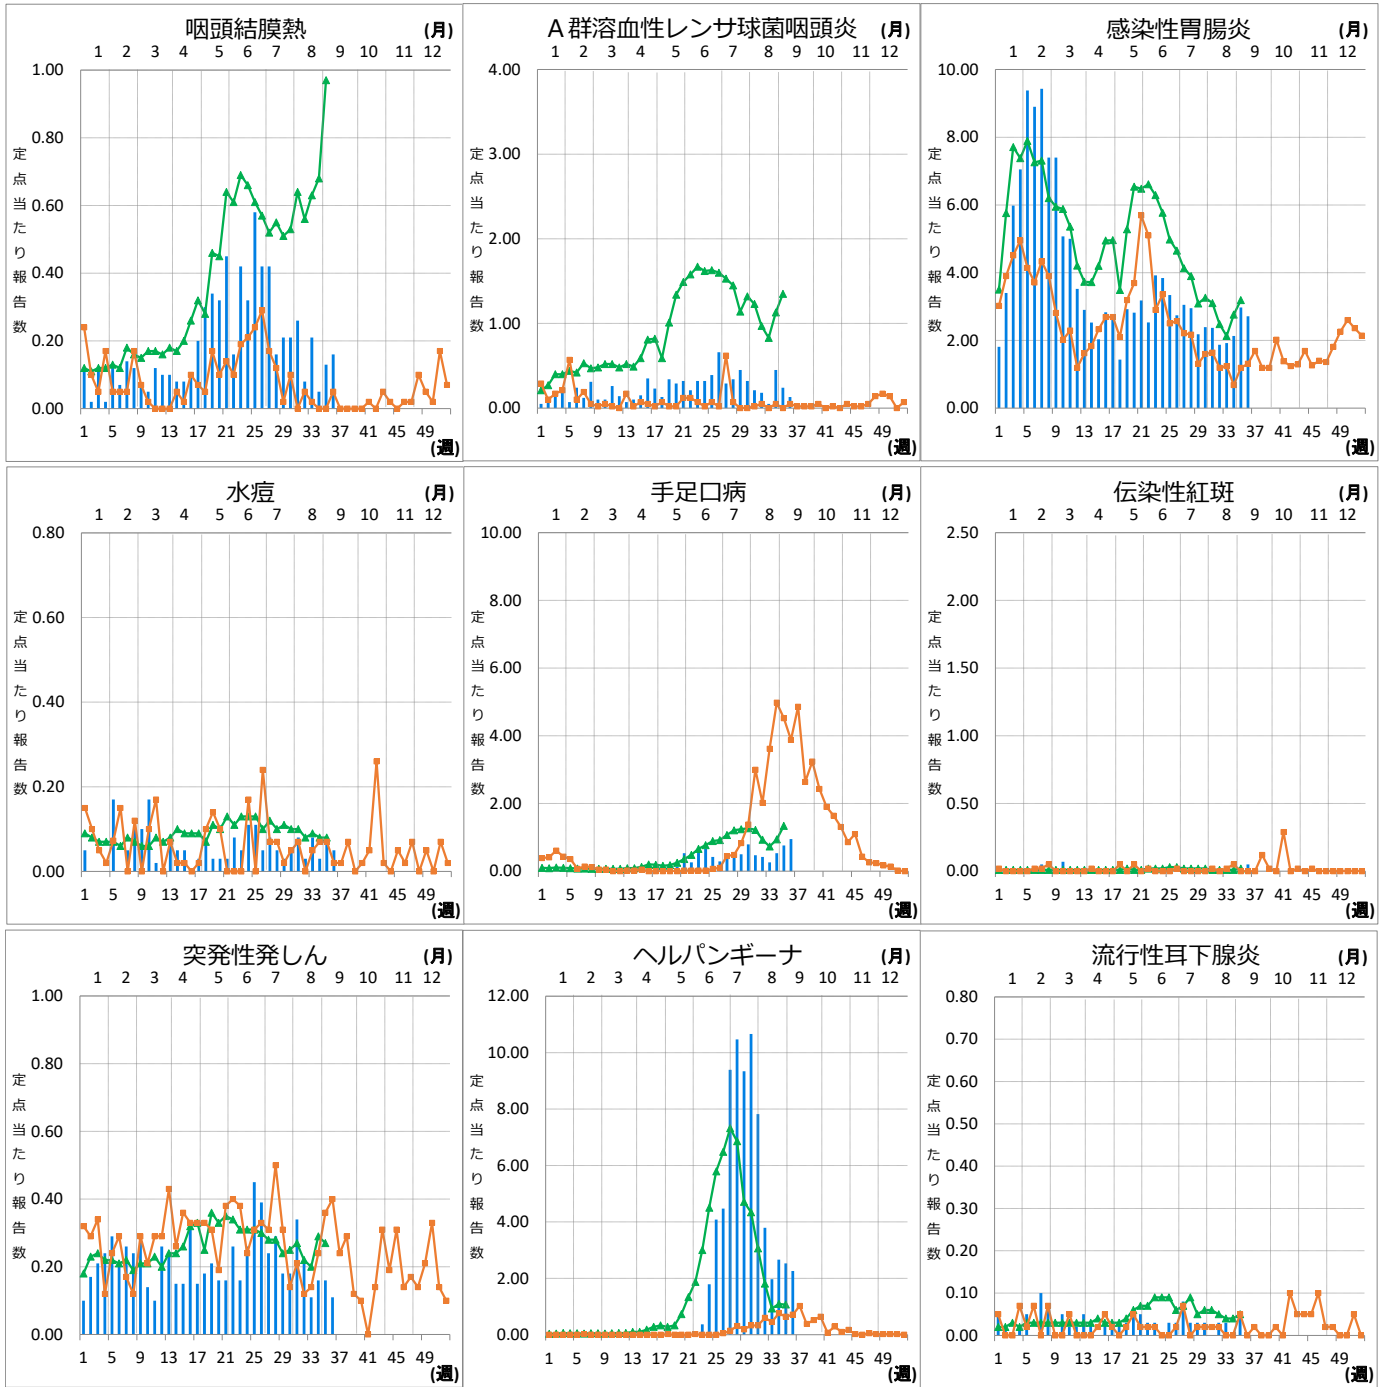 咽頭結膜熱 (月)
1 2 3 4 5 6 7 8 9 10 11 12
1.00
0.80
0.60
0.40
0.20
0.00
定点当たり報告数
1 5 9 13 17 21 25 29 33 37 41 45 49
(週)
A群溶血性レンサ球菌咽頭炎 (月)
1 2 3 4 5 6 7 8 9 10 11 12
4.00
3.00
2.00
1.00
0.00
定点当たり報告数
1 5 9 13 17 21 25 29 33 37 41 45 49
(週)
感染性胃腸炎 (月)
1 2 3 4 5 6 7 8 9 10 11 12
10.00
8.00
6.00
4.00
2.00
0.00
定点当たり報告数
1 5 9 13 17 21 25 29 33 37 41 45 49
(週)
水痘 (月)
1 2 3 4 5 6 7 8 9 10 11 12
0.80
0.60
0.40
0.20
0.00
定点当たり報告数
1 5 9 13 17 21 25 29 33 37 41 45 49
(週)
手足口病 (月)
1 2 3 4 5 6 7 8 9 10 11 12
10.00
8.00
6.00
4.00
2.00
0.00
定点当たり報告数
1 5 9 13 17 21 25 29 33 37 41 45 49
(週)
伝染性紅斑 (月)
1 2 3 4 5 6 7 8 9 10 11 12
2.50
2.00
1.50
1.00
0.50
0.00
定点当たり報告数
1 5 9 13 17 21 25 29 33 37 41 45 49
(週)
突発性発しん (月)
1 2 3 4 5 6 7 8 9 10 11 12
1.00
0.80
0.60
0.40
0.20
0.00
定点当たり報告数
1 5 9 13 17 21 25 29 33 37 41 45 49
(週)
ヘルパンギーナ (月)
1 2 3 4 5 6 7 8 9 10 11 12
12.00
10.00
8.00
6.00
4.00
2.00
0.00
定点当たり報告数
1 5 9 13 17 21 25 29 33 37 41 45 49
(週)
流行性耳下腺炎 (月)
1 2 3 4 5 6 7 8 9 10 11 12
0.80
0.70
0.60
0.50
0.40
0.30
0.20
0.10
0.00
定点当たり報告数
1 5 9 13 17 21 25 29 33 37 41 45 49
(週)